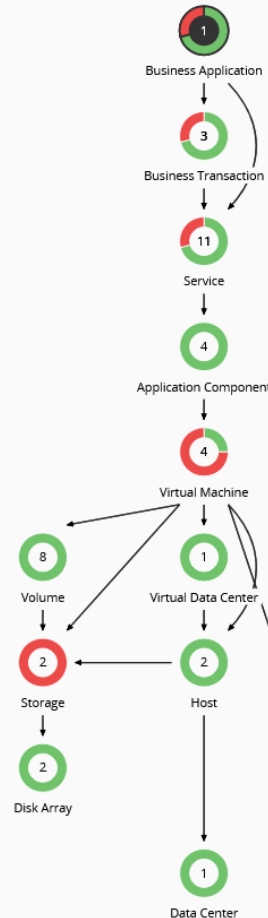 1
Business Application
3
Business Transaction
11
Service
4
Application Component
4
Virtual Machine
8
1
Volume
Virtual Data Center
2
2
Storage
Host
2
Disk Array
1
Data Center